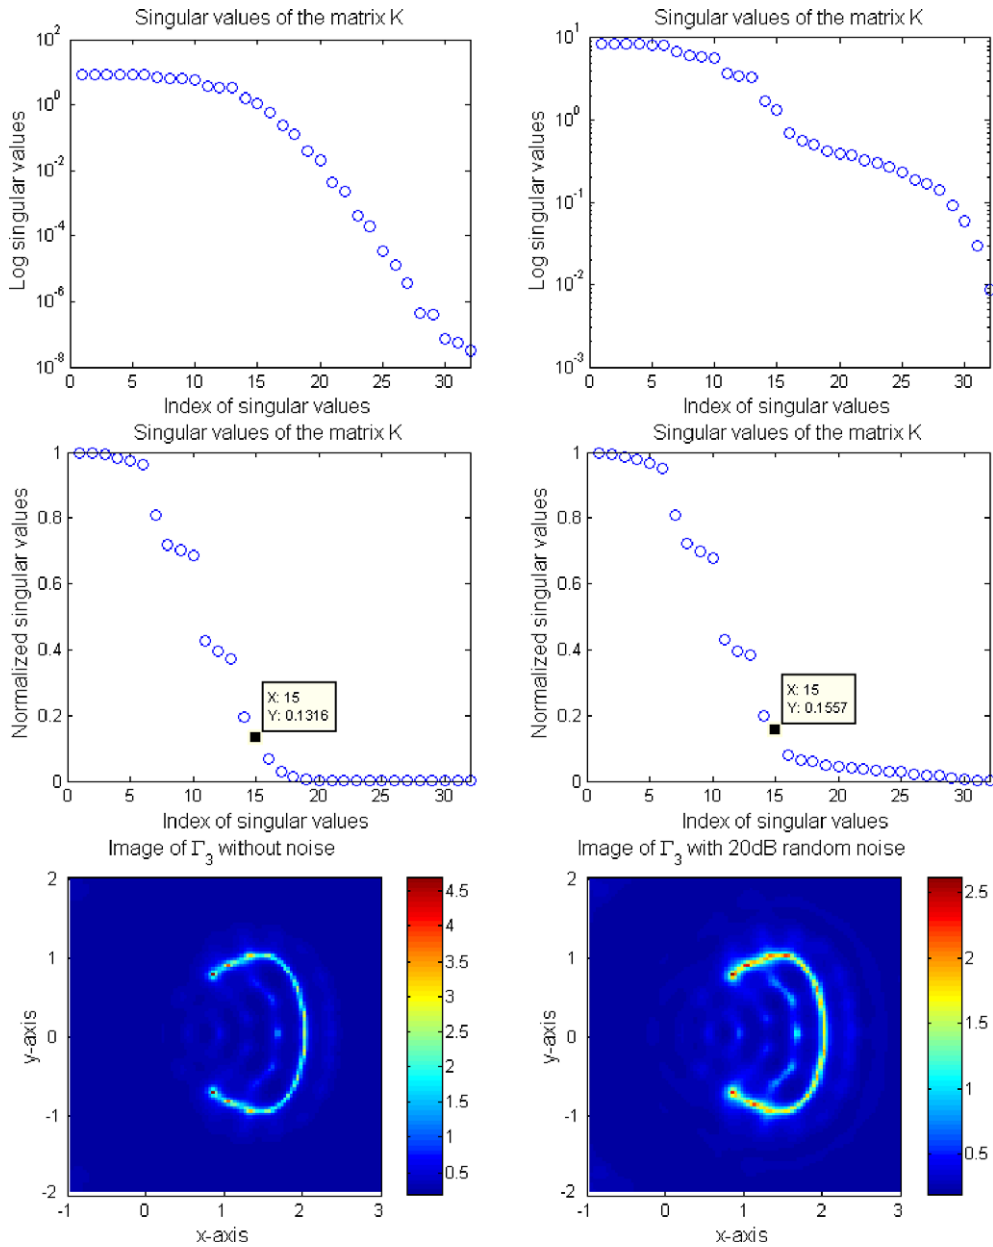 Singular values of the matrix K
10^2
10^0
10^-2
10^-4
10^-6
10^-8
Log singular values
0 5 10 15 20 25 30
Index of singular values
Singular values of the matrix K
10^1
10^0
10^-1
10^-2
10^-3
Log singular values
0 5 10 15 20 25 30
Index of singular values
Singular values of the matrix K
1
0.8
0.6
0.4
0.2
0
Normalized singular values
X: 15
Y: 0.1316
0 5 10 15 20 25 30
Index of singular values
Singular values of the matrix K
1
0.8
0.6
0.4
0.2
0
Normalized singular values
X: 15
Y: 0.1557
0 5 10 15 20 25 30
Index of singular values
Image of Γ_3 without noise
2
1
0
-1
-2
y-axis
-1 0 1 2 3
x-axis
4.5
4
3.5
3
2.5
2
1.5
1
0.5
Image of Γ_3 with 20dB random noise
2
1
0
-1
-2
y-axis
-1 0 1 2 3
x-axis
2.5
2
1.5
1
0.5